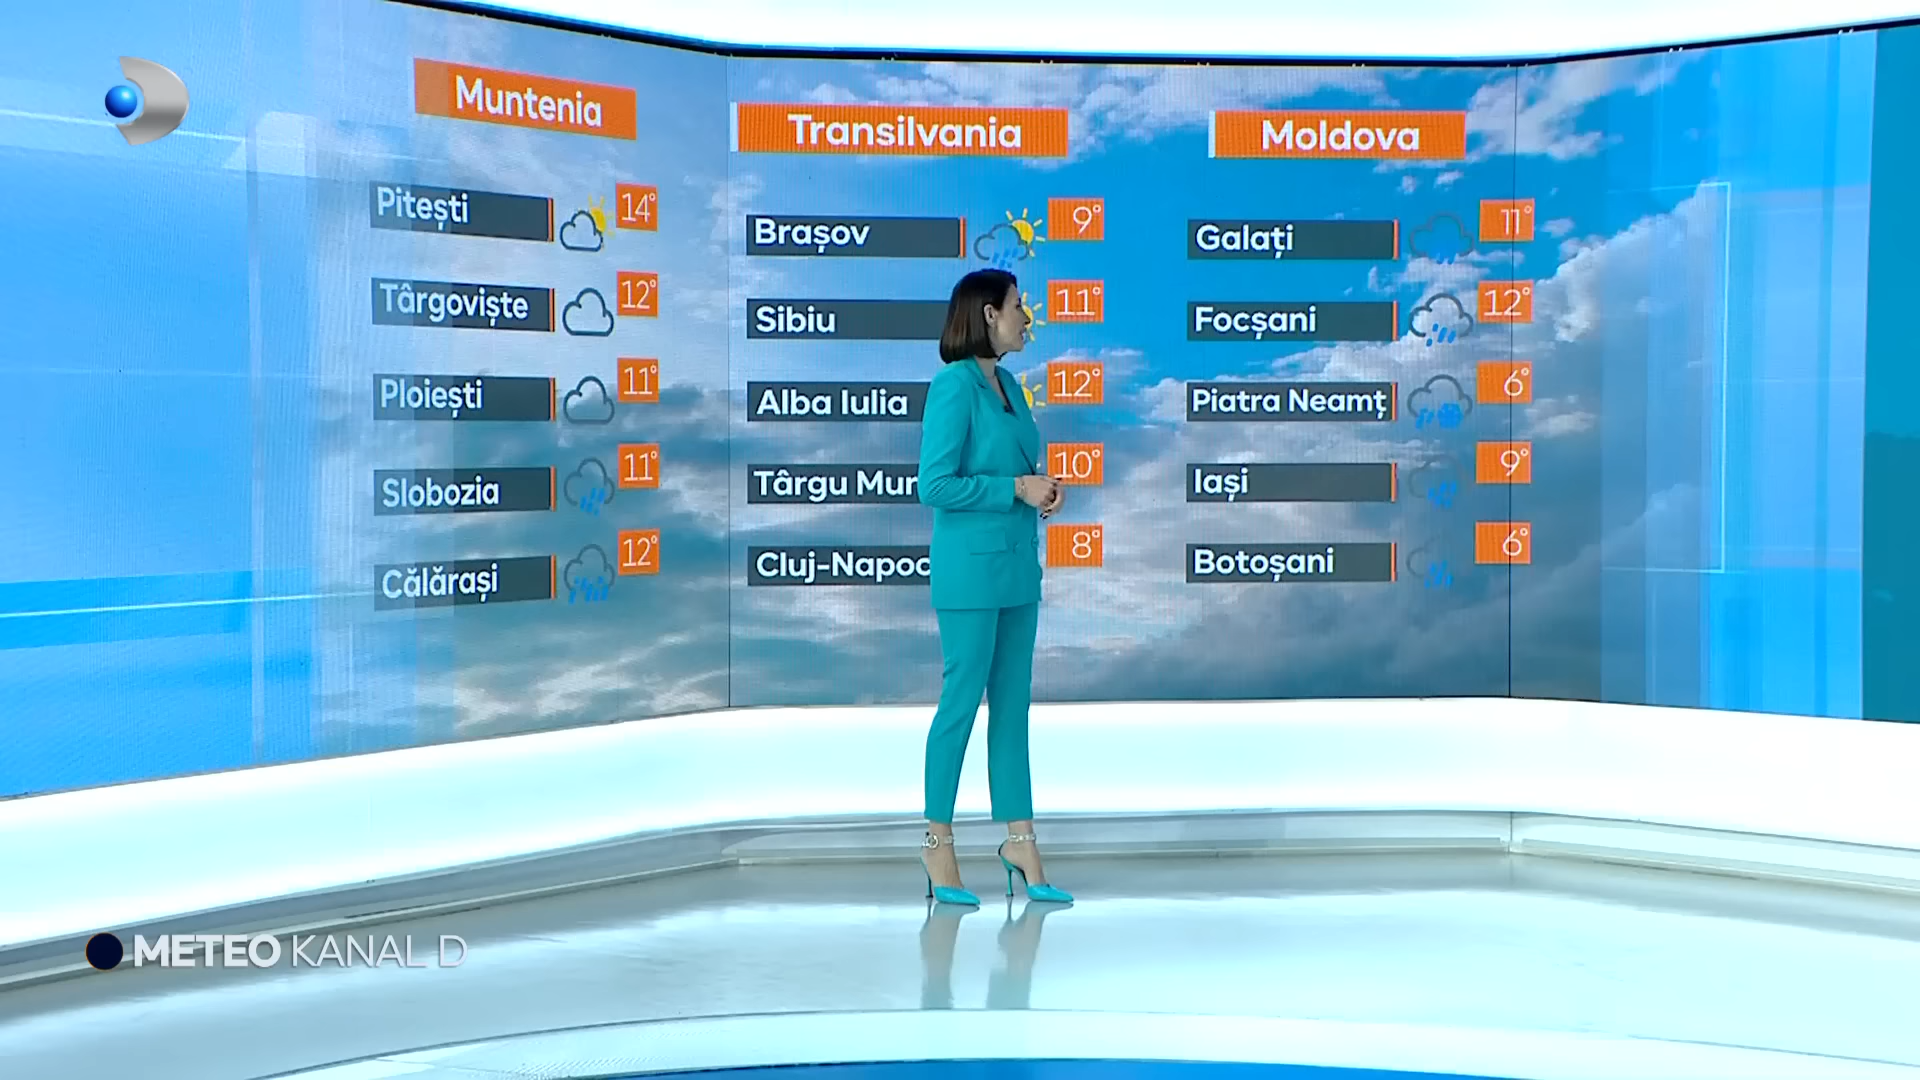 Muntenia
Pitești 14°
Târgoviște 12°
Ploiești 11°
Slobozia 11°
Călărași 12°
Transilvania
Brașov 9°
Sibiu 11°
Alba Iulia 12°
Târgu 10°
8°
Moldova
Galați 11°
Focșani 12°
Piatra Neamț 6°
Iași 9°
Botoșani 6°
METEO KANAL D